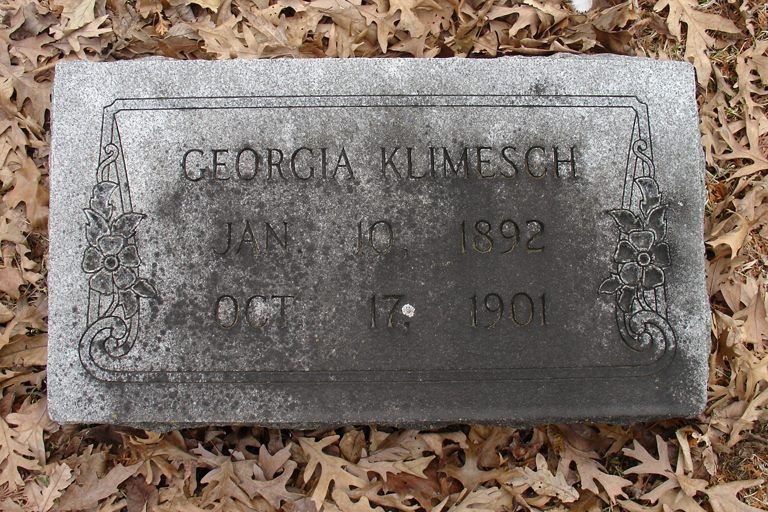 GEORGIA KLIMESCH
JAN. 10, 1892
OCT. 17, 1901